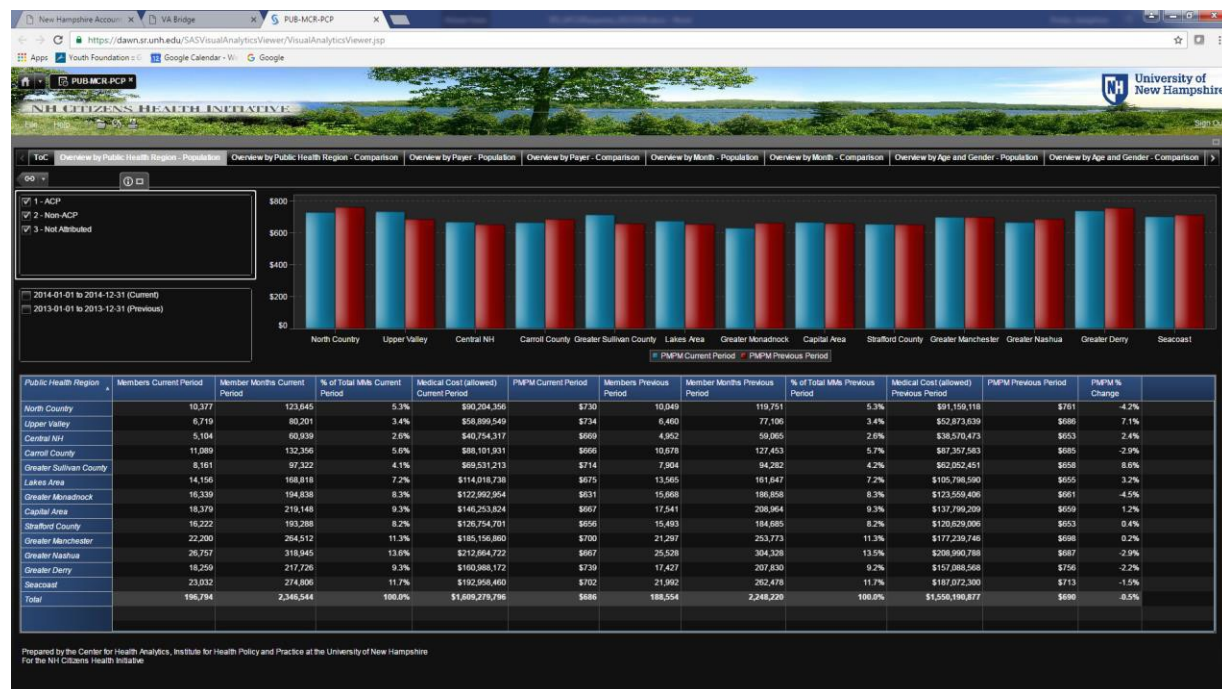 New Hampshire Accoun
VA Bridge
PUB-MCR-PCP
https://dawn.sr.unh.edu/SASVisualAnalyticsViewer/VisualAnalyticsViewer.jsp
Apps
Youth Foundation
Google Calendar - W
Google
PUB-MCR-PCP
University of
New Hampshire
NH CITIZENS HEALTH INITIATIVE
File Help
Sign Ou
ToC Overview by Public Health Region - Population Overview by Public Health Region - Comparison Overview by Payer - Population Overview by Payer - Comparison Overview by Month - Population Overview by Month - Comparison Overview by Age and Gender - Population Overview by Age and Gender - Comparison
1 - ACP
2 - Non-ACP
3 - Not Attributed
2014-01-01 to 2014-12-31 (Current)
2013-01-01 to 2013-12-31 (Previous)
$800
$600
$400
$200
$0
North Country Upper Valley Central NH Carroll County Greater Sullivan County Lakes Area Greater Monadnock Capital Area Strafford County Greater Manchester Greater Nashua Greater Derry Seacoast
PMPM Current Period PMPM Previous Period
Public Health Region Members Current Period Member Months Current Period % of Total MMs Current Period Medical Cost (allowed) Current Period PMPM Current Period Members Previous Period Member Months Previous Period % of Total MMs Previous Period Medical Cost (allowed) Previous Period PMPM Previous Period PMPM % Change
North Country 10,377 123,645 5.3% $90,204,356 $730 10,049 119,751 5.3% $91,159,118 $761 -4.2%
Upper Valley 6,719 80,201 3.4% $58,899,549 $734 6,460 77,106 3.4% $52,873,639 $686 7.1%
Central NH 5,104 60,939 2.6% $40,754,317 $669 4,952 59,065 2.6% $38,570,473 $653 2.4%
Carroll County 11,089 132,356 5.6% $88,101,931 $666 10,678 127,453 5.7% $87,357,583 $685 -2.9%
Greater Sullivan County 8,161 97,322 4.1% $69,531,213 $714 7,904 94,282 4.2% $62,052,451 $658 8.6%
Lakes Area 14,156 168,818 7.2% $114,018,738 $675 13,565 161,647 7.2% $105,798,590 $655 3.2%
Greater Monadnock 16,339 194,838 8.3% $122,992,954 $631 15,668 186,858 8.3% $123,559,406 $661 -4.5%
Capital Area 18,379 219,148 9.3% $146,253,824 $667 17,541 208,964 9.3% $137,799,209 $659 1.2%
Strafford County 16,222 193,288 8.2% $126,754,701 $656 15,493 184,685 8.2% $120,629,006 $653 0.4%
Greater Manchester 22,200 264,512 11.3% $185,156,860 $700 21,297 253,773 11.3% $177,239,746 $698 0.2%
Greater Nashua 26,757 318,945 13.6% $212,664,722 $667 25,528 304,328 13.5% $208,990,788 $687 -2.9%
Greater Derry 18,259 217,726 9.3% $160,988,172 $739 17,427 207,830 9.2% $157,088,568 $756 -2.2%
Seacoast 23,032 274,806 11.7% $192,958,460 $702 21,992 262,478 11.7% $187,072,300 $713 -1.5%
Total 196,794 2,346,544 100.0% $1,609,279,796 $686 188,554 2,248,220 100.0% $1,550,190,877 $690 -0.5%
Prepared by the Center for Health Analytics, Institute for Health Policy and Practice at the University of New Hampshire
For the NH Citizens Health Initiative